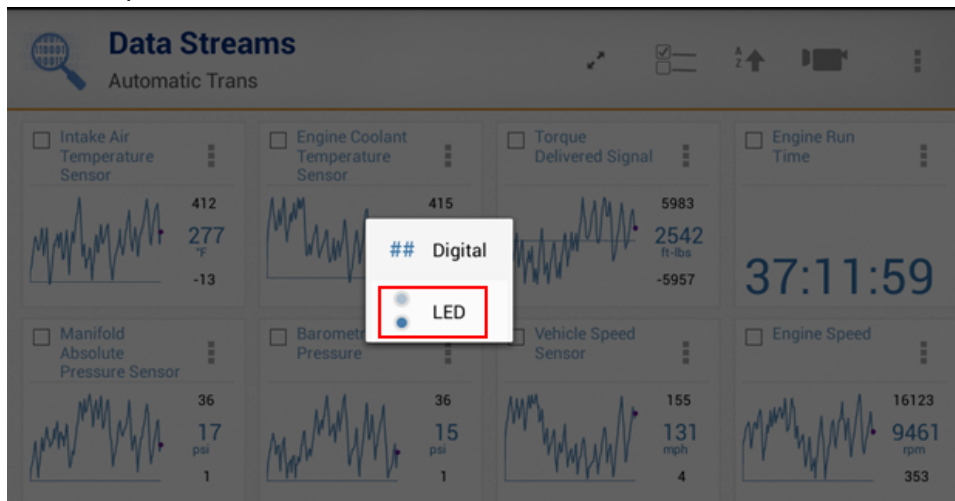 Data Streams
Automatic Trans
A
Z
Intake Air
Temperature
Sensor
412
277
°F
-13
Engine Coolant
Temperature
Sensor
415
Torque
Delivered Signal
5983
2542
ft-lbs
-5957
Engine Run
Time
37:11:59
## Digital
LED
Manifold
Absolute
Pressure Sensor
36
17
psi
1
Pressure
36
15
psi
1
Vehicle Speed
Sensor
155
131
mph
4
Engine Speed
16123
9461
rpm
353